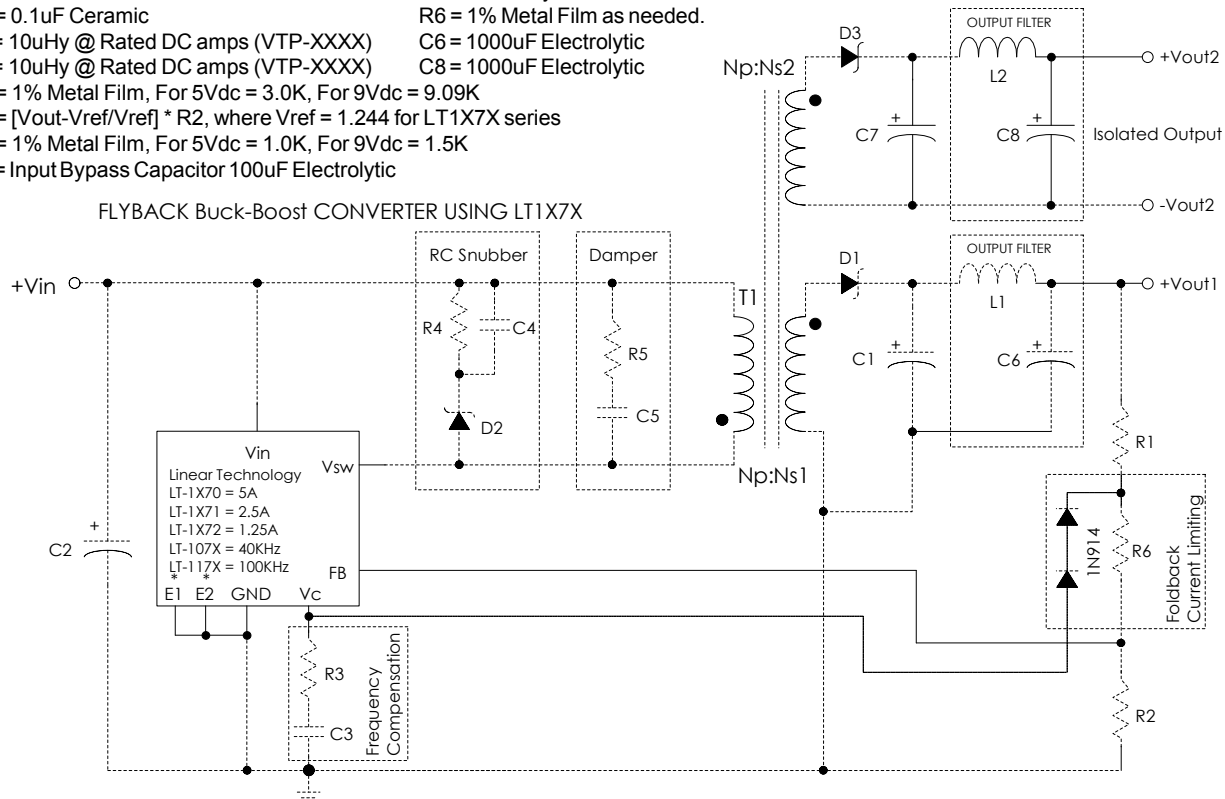 = 0.1uF Ceramic
R6 = 1% Metal Film as needed.
= 10uHy @ Rated DC amps (VTP-XXXX)
C6 = 1000uF Electrolytic
= 10uHy @ Rated DC amps (VTP-XXXX)
C8 = 1000uF Electrolytic
= 1% Metal Film, For 5Vdc = 3.0K, For 9Vdc = 9.09K
= [Vout-Vref/Vref] * R2, where Vref = 1.244 for LT1X7X series
= 1% Metal Film, For 5Vdc = 1.0K, For 9Vdc = 1.5K
= Input Bypass Capacitor 100uF Electrolytic
FLYBACK Buck-Boost CONVERTER USING LT1X7X
OUTPUT FILTER
D3
L2
+Vout2
Np:Ns2
C7
+
C8
+
Isolated Output
-Vout2
RC Snubber
Damper
OUTPUT FILTER
D1
L1
+Vin
+Vout1
T1
R4
C4
R5
C1
+
C6
+
D2
C5
R1
Np:Ns1
Vin
Vsw
Linear Technology
LT-1X70 = 5A
LT-1X71 = 2.5A
LT-1X72 = 1.25A
LT-107X = 40KHz
LT-117X = 100KHz
FB
* *
E1 E2 GND Vc
C2
+
1N914
R6
Foldback
Current Limiting
R3
C3
Frequency
Compensation
R2